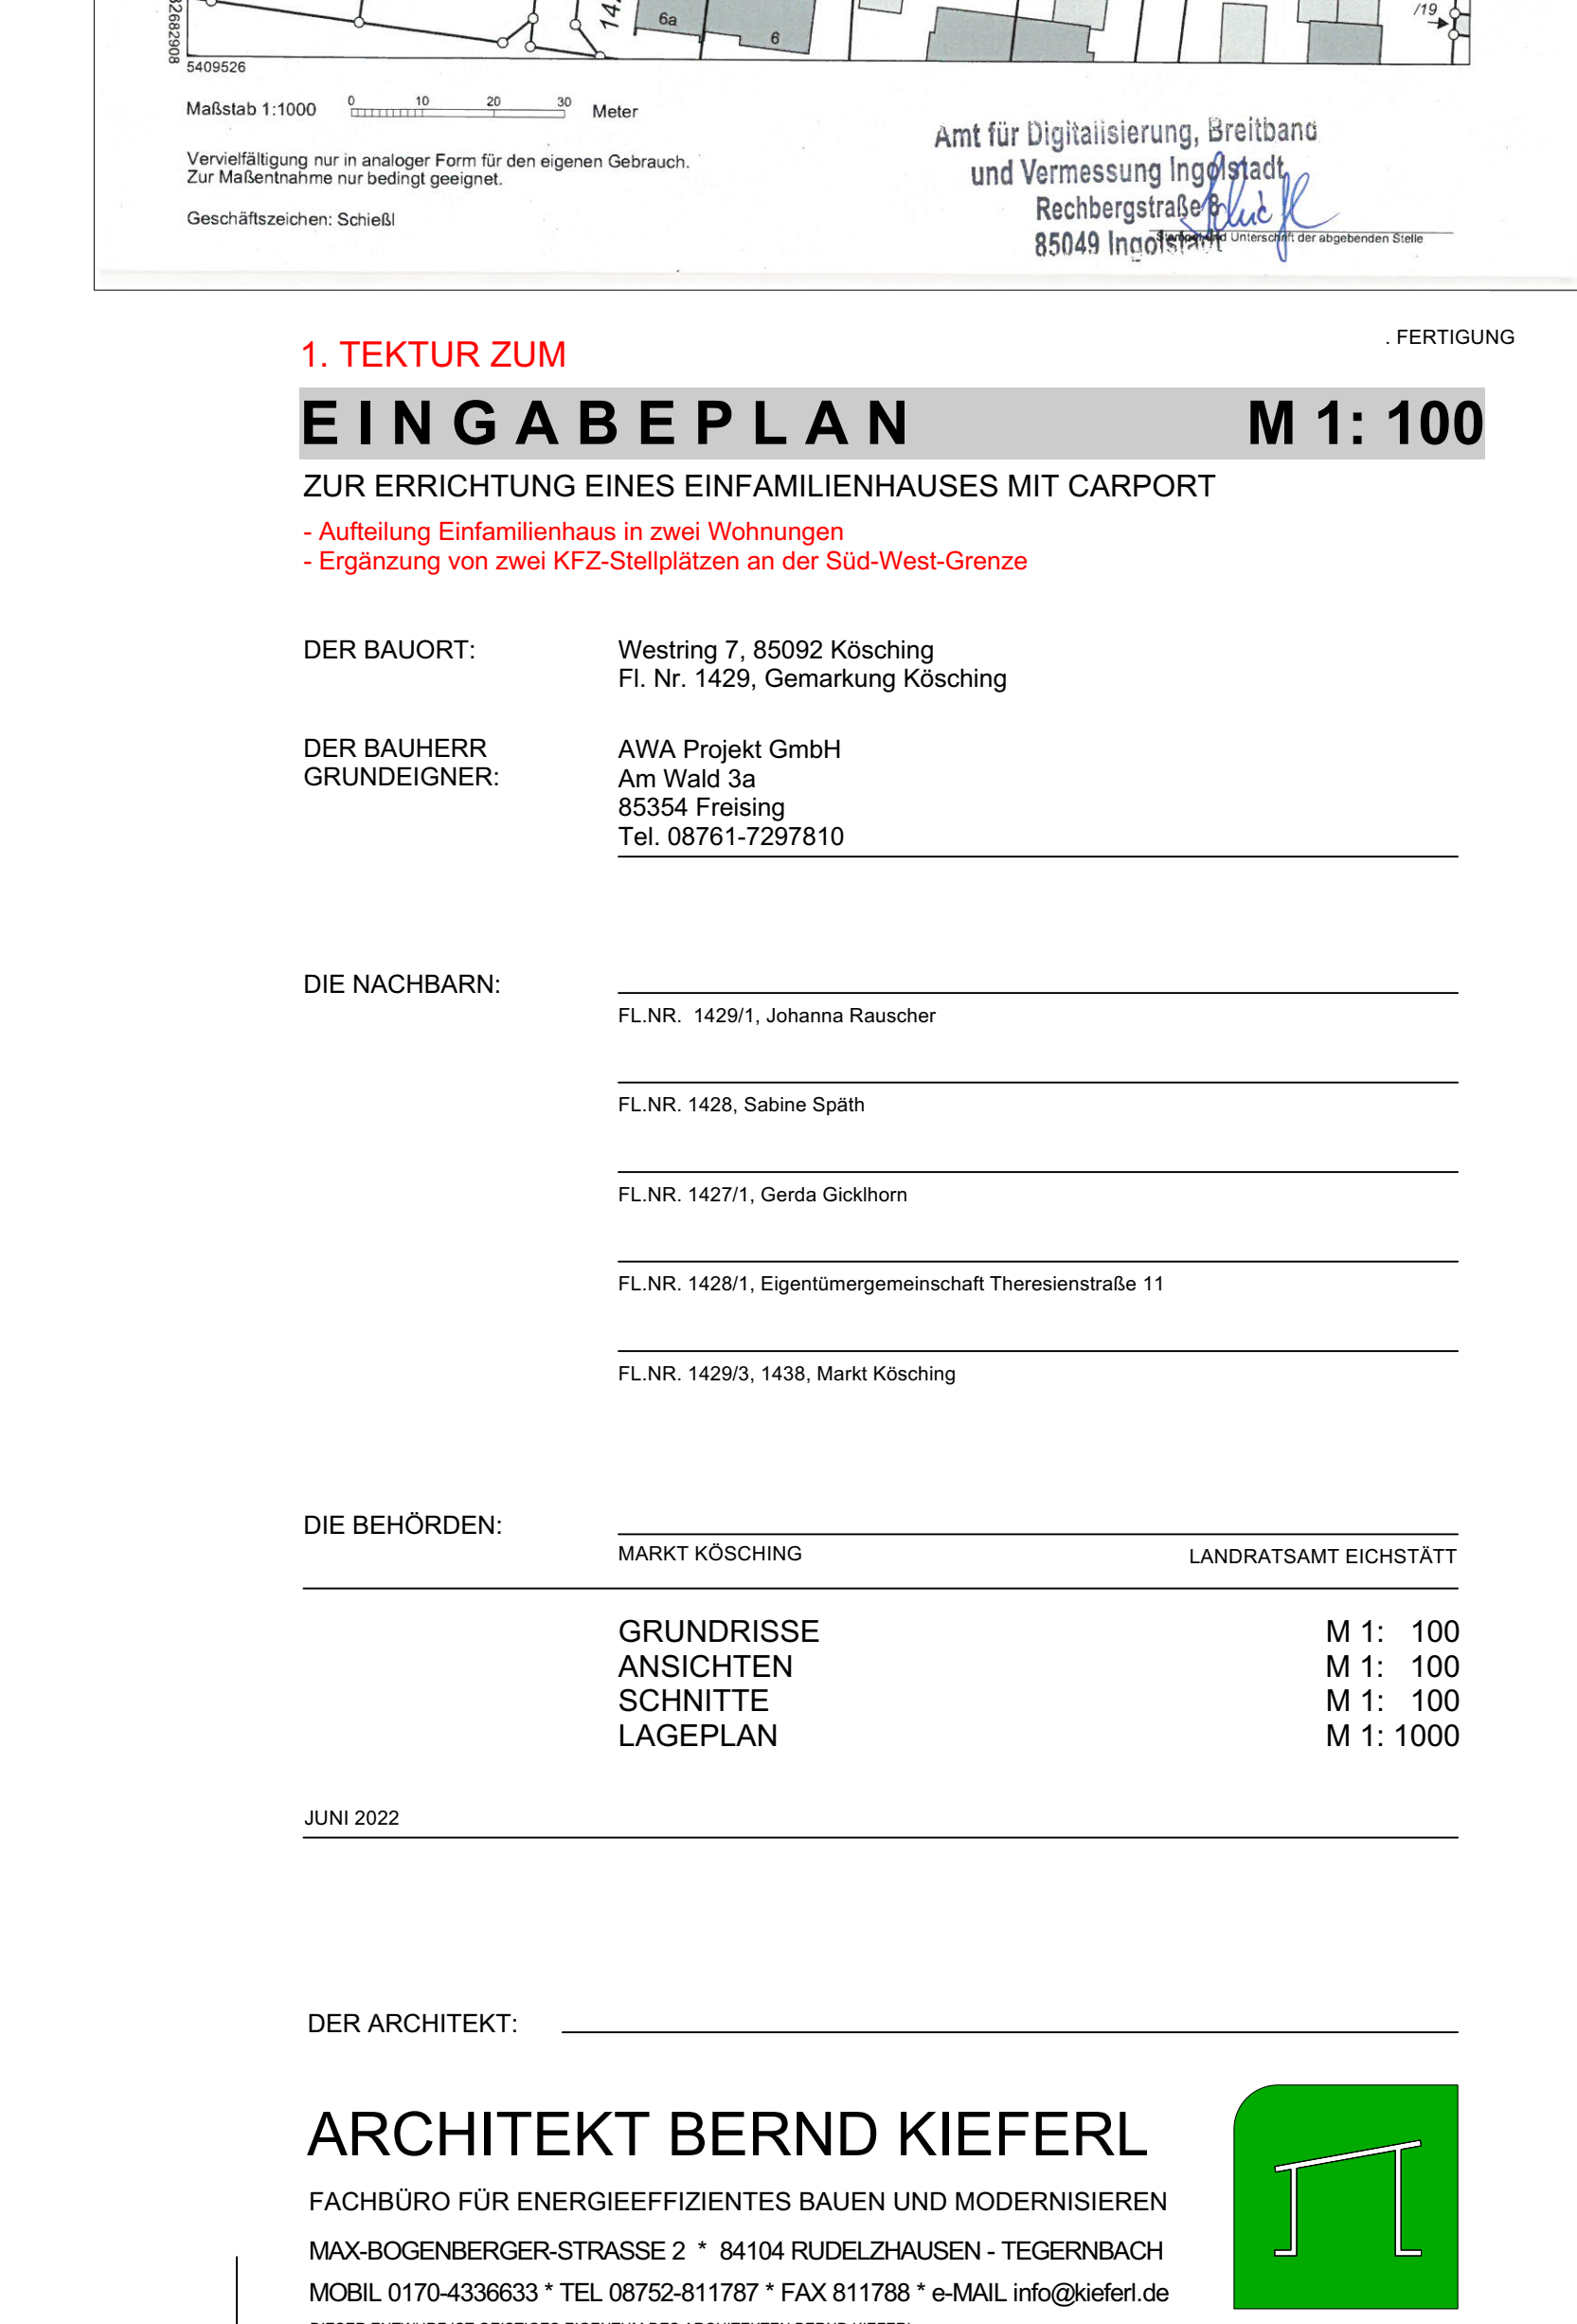 32682908
14.
6a
6
/19
5409526
Maßstab 1:1000 0 10 20 30 Meter
Vervielfältigung nur in analoger Form für den eigenen Gebrauch.
Zur Maßentnahme nur bedingt geeignet.
Geschäftszeichen: Schießl
Amt für Digitalisierung, Breitband
und Vermessung Ingolstadt
Rechbergstraße 8
85049 Ingolstadt
Stempel und Unterschrift der abgebenden Stelle
. FERTIGUNG
1. TEKTUR ZUM
EINGABEPLAN M 1: 100
ZUR ERRICHTUNG EINES EINFAMILIENHAUSES MIT CARPORT
- Aufteilung Einfamilienhaus in zwei Wohnungen
- Ergänzung von zwei KFZ-Stellplätzen an der Süd-West-Grenze
DER BAUORT: Westring 7, 85092 Kösching
Fl. Nr. 1429, Gemarkung Kösching
DER BAUHERR AWA Projekt GmbH
GRUNDEIGNER: Am Wald 3a
85354 Freising
Tel. 08761-7297810
DIE NACHBARN:
FL.NR. 1429/1, Johanna Rauscher
FL.NR. 1428, Sabine Späth
FL.NR. 1427/1, Gerda Gicklhorn
FL.NR. 1428/1, Eigentümergemeinschaft Theresienstraße 11
FL.NR. 1429/3, 1438, Markt Kösching
DIE BEHÖRDEN:
MARKT KÖSCHING LANDRATSAMT EICHSTÄTT
GRUNDRISSE M 1: 100
ANSICHTEN M 1: 100
SCHNITTE M 1: 100
LAGEPLAN M 1: 1000
JUNI 2022
DER ARCHITEKT:
ARCHITEKT BERND KIEFERL
FACHBÜRO FÜR ENERGIEEFFIZIENTES BAUEN UND MODERNISIEREN
MAX-BOGENBERGER-STRASSE 2 * 84104 RUDELZHAUSEN - TEGERNBACH
MOBIL 0170-4336633 * TEL 08752-811787 * FAX 811788 * e-MAIL info@kieferl.de